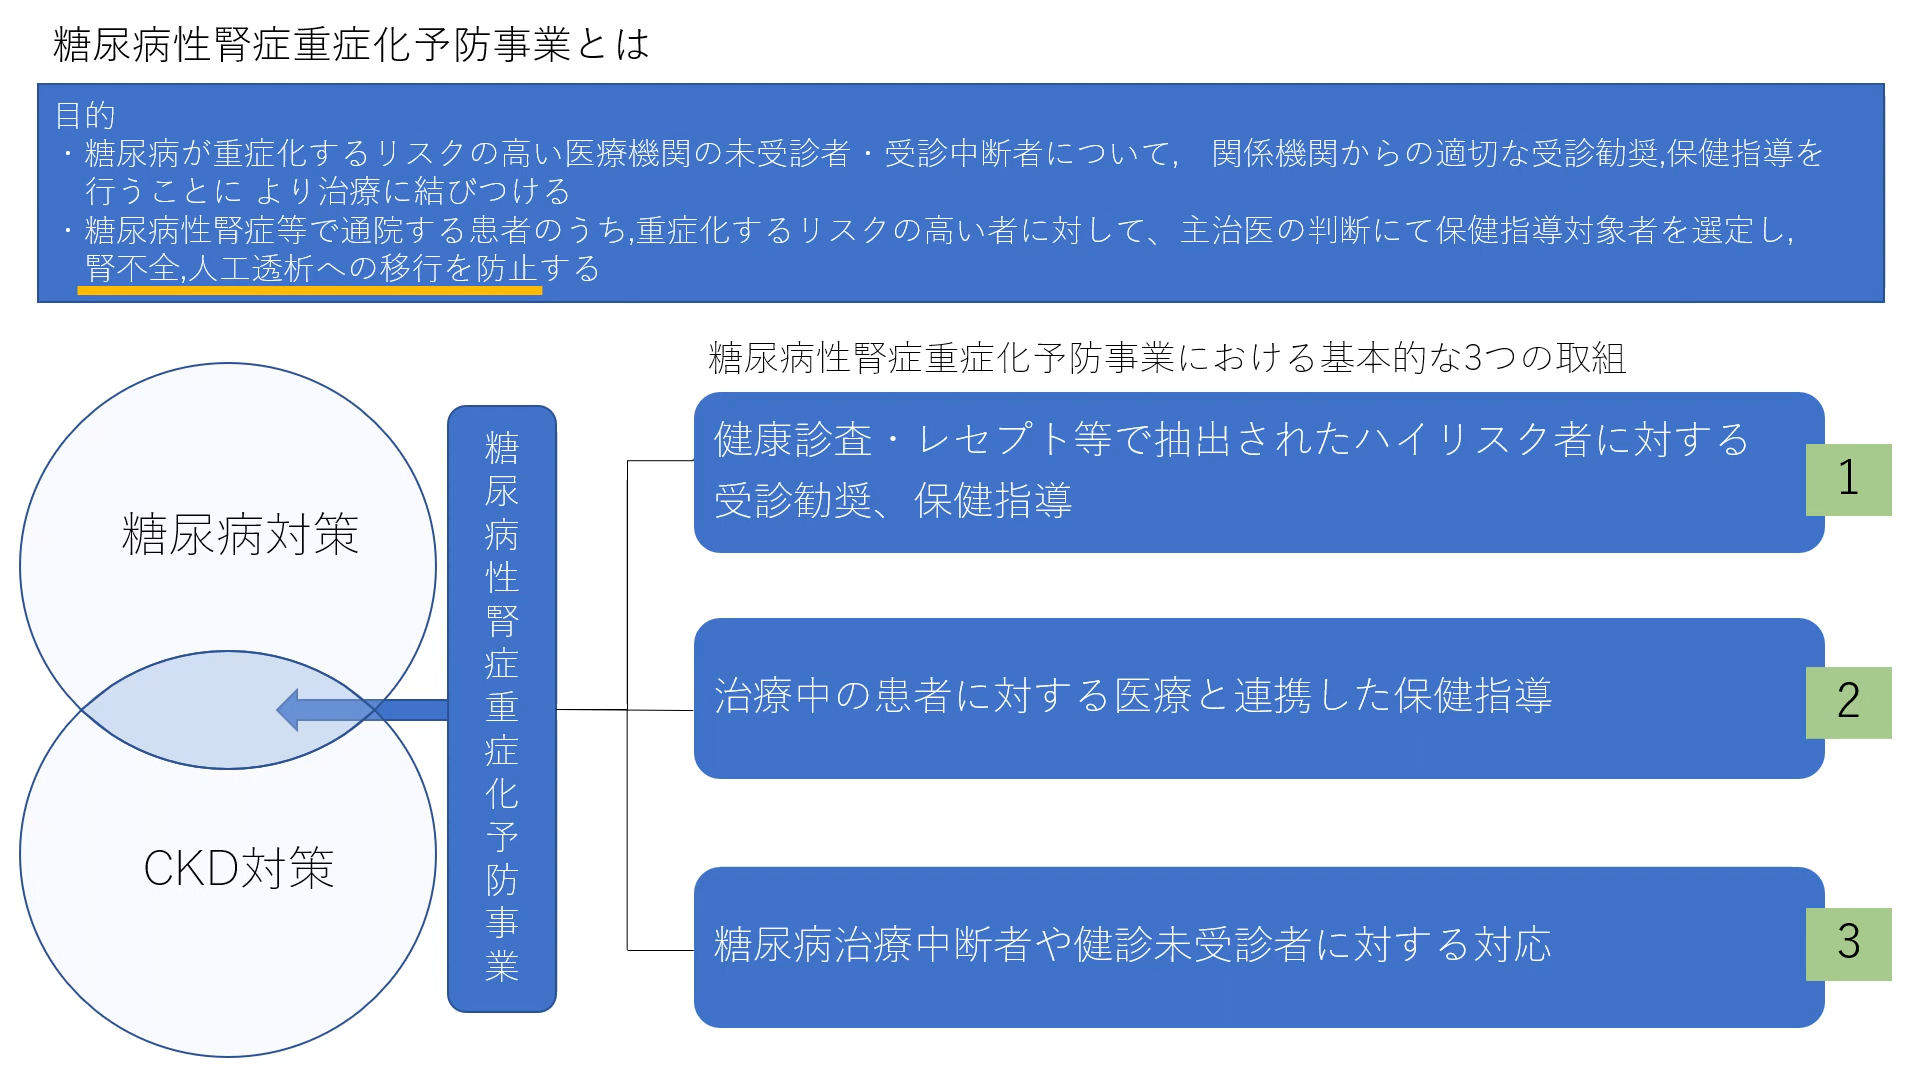 糖尿病性腎症重症化予防事業とは
目的
・糖尿病が重症化するリスクの高い医療機関の未受診者・受診中断者について,　関係機関からの適切な受診勧奨,保健指導を
行うことに より治療に結びつける
・糖尿病性腎症等で通院する患者のうち,重症化するリスクの高い者に対して、主治医の判断にて保健指導対象者を選定し,
腎不全,人工透析への移行を防止する
糖尿病対策
CKD対策
糖尿病性腎症重症化予防事業
糖尿病性腎症重症化予防事業における基本的な3つの取組
健康診査・レセプト等で抽出されたハイリスク者に対する
受診勧奨、保健指導
1
治療中の患者に対する医療と連携した保健指導
2
糖尿病治療中断者や健診未受診者に対する対応
3